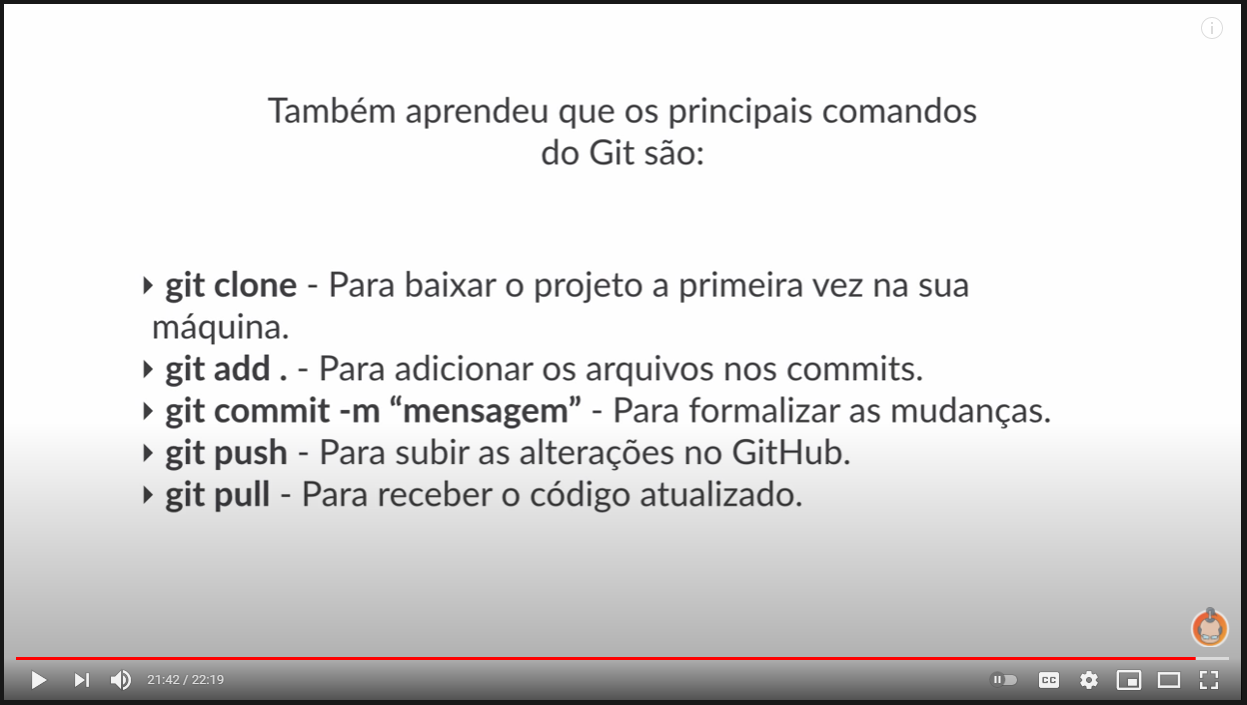 Também aprendeu que os principais comandos
do Git são:
git clone - Para baixar o projeto a primeira vez na sua
máquina.
git add . - Para adicionar os arquivos nos commits.
git commit -m “mensagem” - Para formalizar as mudanças.
git push - Para subir as alterações no GitHub.
git pull - Para receber o código atualizado.
21:42 / 22:19
CC